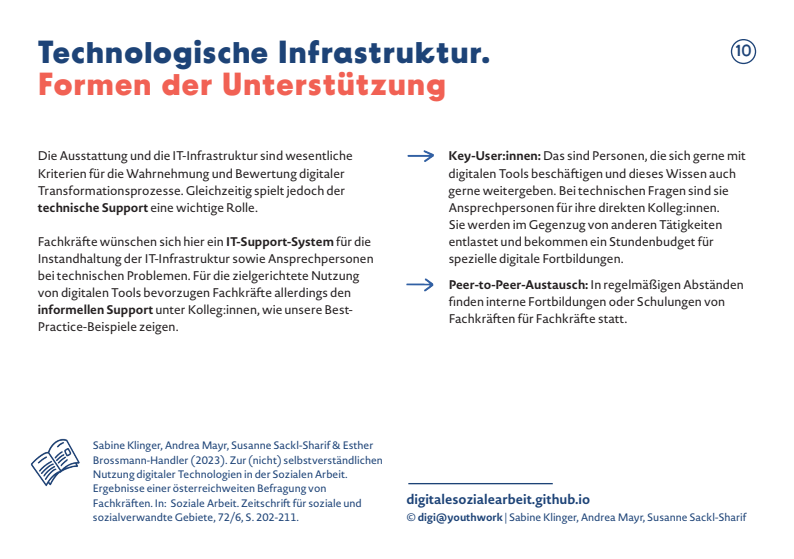 Technologische Infrastruktur.
Formen der Unterstützung
10
Die Ausstattung und die IT-Infrastruktur sind wesentliche
Kriterien für die Wahrnehmung und Bewertung digitaler
Transformationsprozesse. Gleichzeitig spielt jedoch der
technische Support eine wichtige Rolle.
Fachkräfte wünschen sich hier ein IT-Support-System für die
Instandhaltung der IT-Infrastruktur sowie Ansprechpersonen
bei technischen Problemen. Für die zielgerichtete Nutzung
von digitalen Tools bevorzugen Fachkräfte allerdings den
informellen Support unter Kolleg:innen, wie unsere Best-
Practice-Beispiele zeigen.
Key-User:innen: Das sind Personen, die sich gerne mit
digitalen Tools beschäftigen und dieses Wissen auch
gerne weitergeben. Bei technischen Fragen sind sie
Ansprechpersonen für ihre direkten Kolleg:innen.
Sie werden im Gegenzug von anderen Tätigkeiten
entlastet und bekommen ein Stundenbudget für
spezielle digitale Fortbildungen.
Peer-to-Peer-Austausch: In regelmäßigen Abständen
finden interne Fortbildungen oder Schulungen von
Fachkräften für Fachkräfte statt.
Sabine Klinger, Andrea Mayr, Susanne Sackl-Sharif & Esther
Brossmann-Handler (2023). Zur (nicht) selbstverständlichen
Nutzung digitaler Technologien in der Sozialen Arbeit.
Ergebnisse einer österreichweiten Befragung von
Fachkräften. In: Soziale Arbeit. Zeitschrift für soziale und
sozialverwandte Gebiete, 72/6, S. 202-211.
digitalesozialearbeit.github.io
© digi@youthwork | Sabine Klinger, Andrea Mayr, Susanne Sackl-Sharif